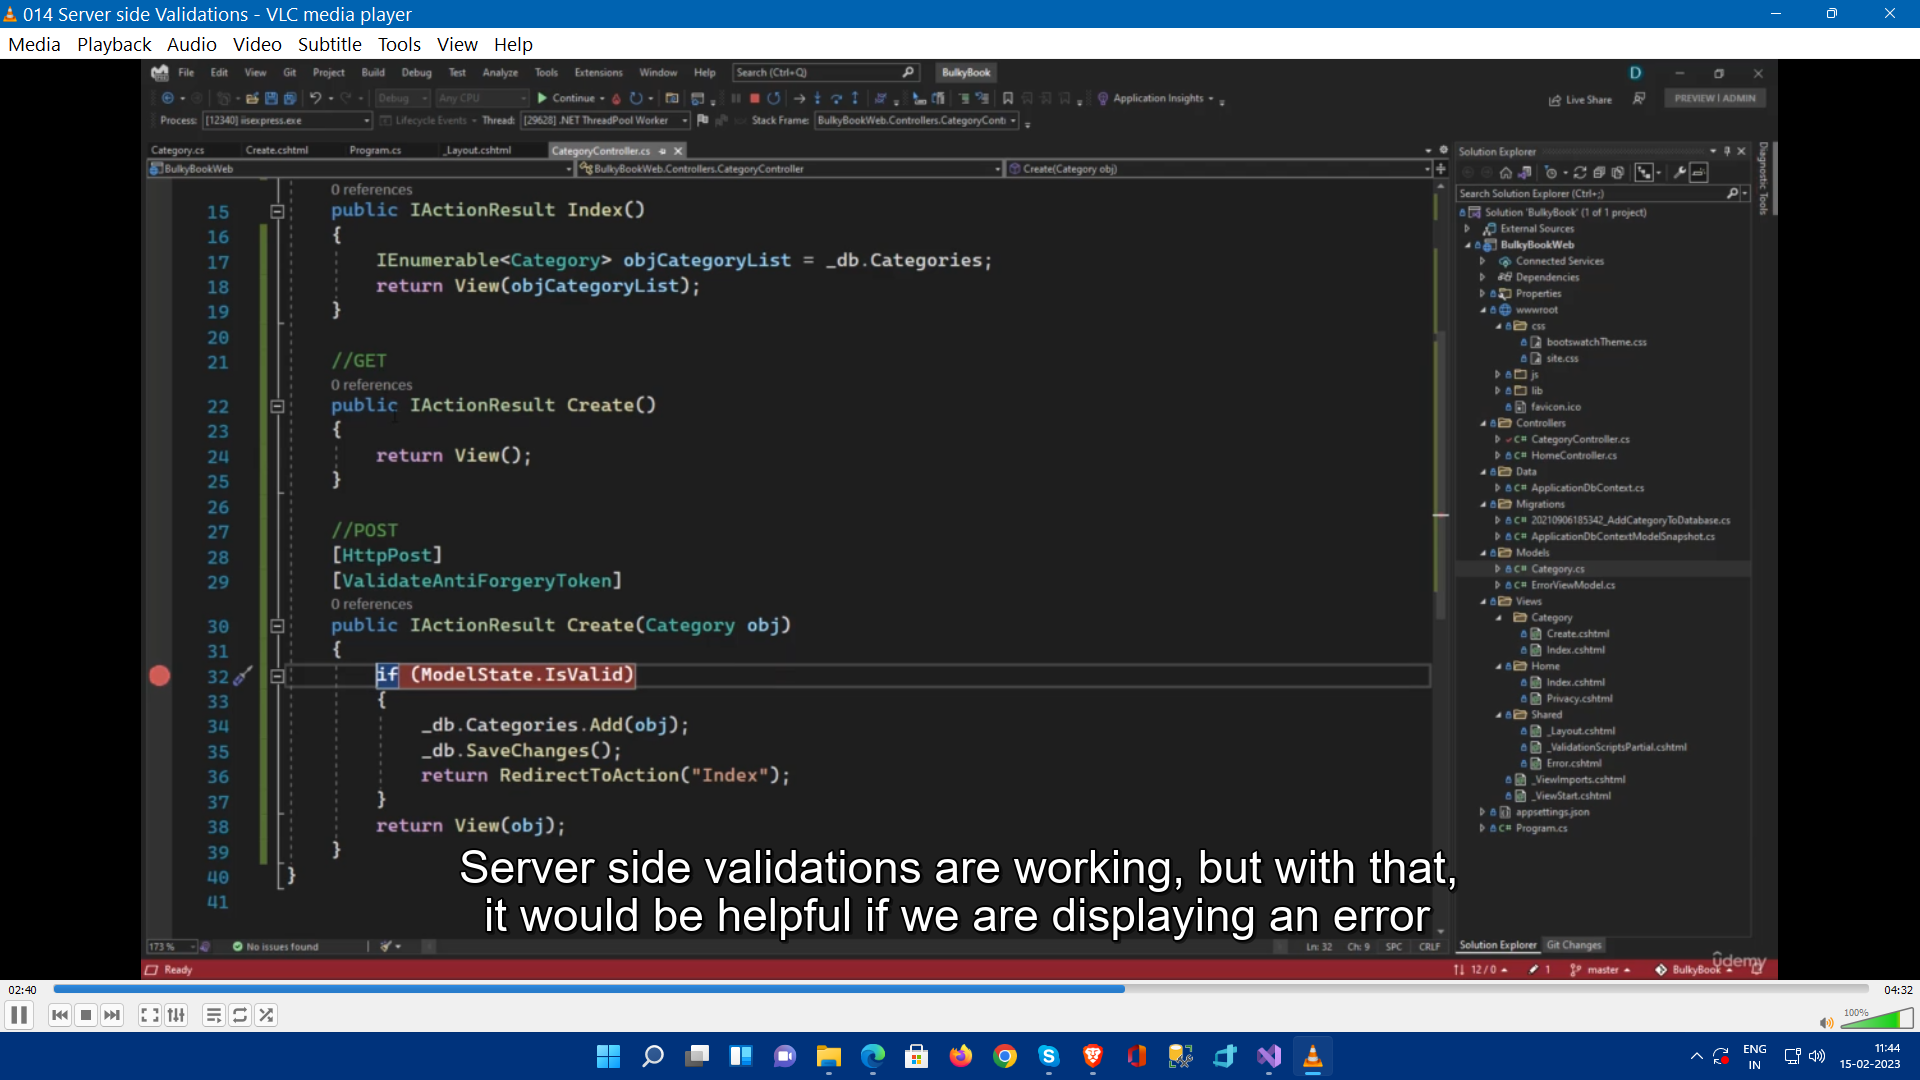 014 Server side Validations - VLC media player
Media Playback Audio Video Subtitle Tools View Help
File Edit View Git Project Build Debug Test Analyze Tools Extensions Window Help Search (Ctrl+Q) BulkyBook D
Debug Any CPU Continue Application Insights Live Share PREVIEW | ADMIN
Process: [12340] iisexpress.exe Lifecycle Events Thread: [29628] .NET ThreadPool Worker Stack Frame: BulkyBookWeb.Controllers.CategoryConti
Category.cs Create.cshtml Program.cs _Layout.cshtml CategoryController.cs
BulkyBookWeb BulkyBookWeb.Controllers.CategoryController Create(Category obj)
0 references
15 public IActionResult Index()
16 {
17 IEnumerable<Category> objCategoryList = _db.Categories;
18 return View(objCategoryList);
19 }
20
21 //GET
0 references
22 public IActionResult Create()
23 {
24 return View();
25 }
26
27 //POST
28 [HttpPost]
29 [ValidateAntiForgeryToken]
0 references
30 public IActionResult Create(Category obj)
31 {
32 if (ModelState.IsValid)
33 {
34 _db.Categories.Add(obj);
35 _db.SaveChanges();
36 return RedirectToAction("Index");
37 }
38 return View(obj);
39 }
40 }
41
Server side validations are working, but with that,
it would be helpful if we are displaying an error
173 % No issues found Ln: 32 Ch: 9 SPC CRLF
Solution Explorer
Search Solution Explorer (Ctrl+;)
Solution 'BulkyBook' (1 of 1 project)
External Sources
BulkyBookWeb
Connected Services
Dependencies
Properties
wwwroot
css
bootswatchTheme.css
site.css
js
lib
favicon.ico
Controllers
C# CategoryController.cs
C# HomeController.cs
Data
C# ApplicationDbContext.cs
Migrations
C# 20210906185342_AddCategoryToDatabase.cs
C# ApplicationDbContextModelSnapshot.cs
Models
C# Category.cs
C# ErrorViewModel.cs
Views
Category
Create.cshtml
Index.cshtml
Home
Index.cshtml
Privacy.cshtml
Shared
_Layout.cshtml
_ValidationScriptsPartial.cshtml
Error.cshtml
_ViewImports.cshtml
_ViewStart.cshtml
appsettings.json
C# Program.cs
Solution Explorer Git Changes
Diagnostic Tools
Ready 12 / 0 1 master BulkyBook
ûdemy
02:40 04:32
100%
ENG
IN
11:44
15-02-2023